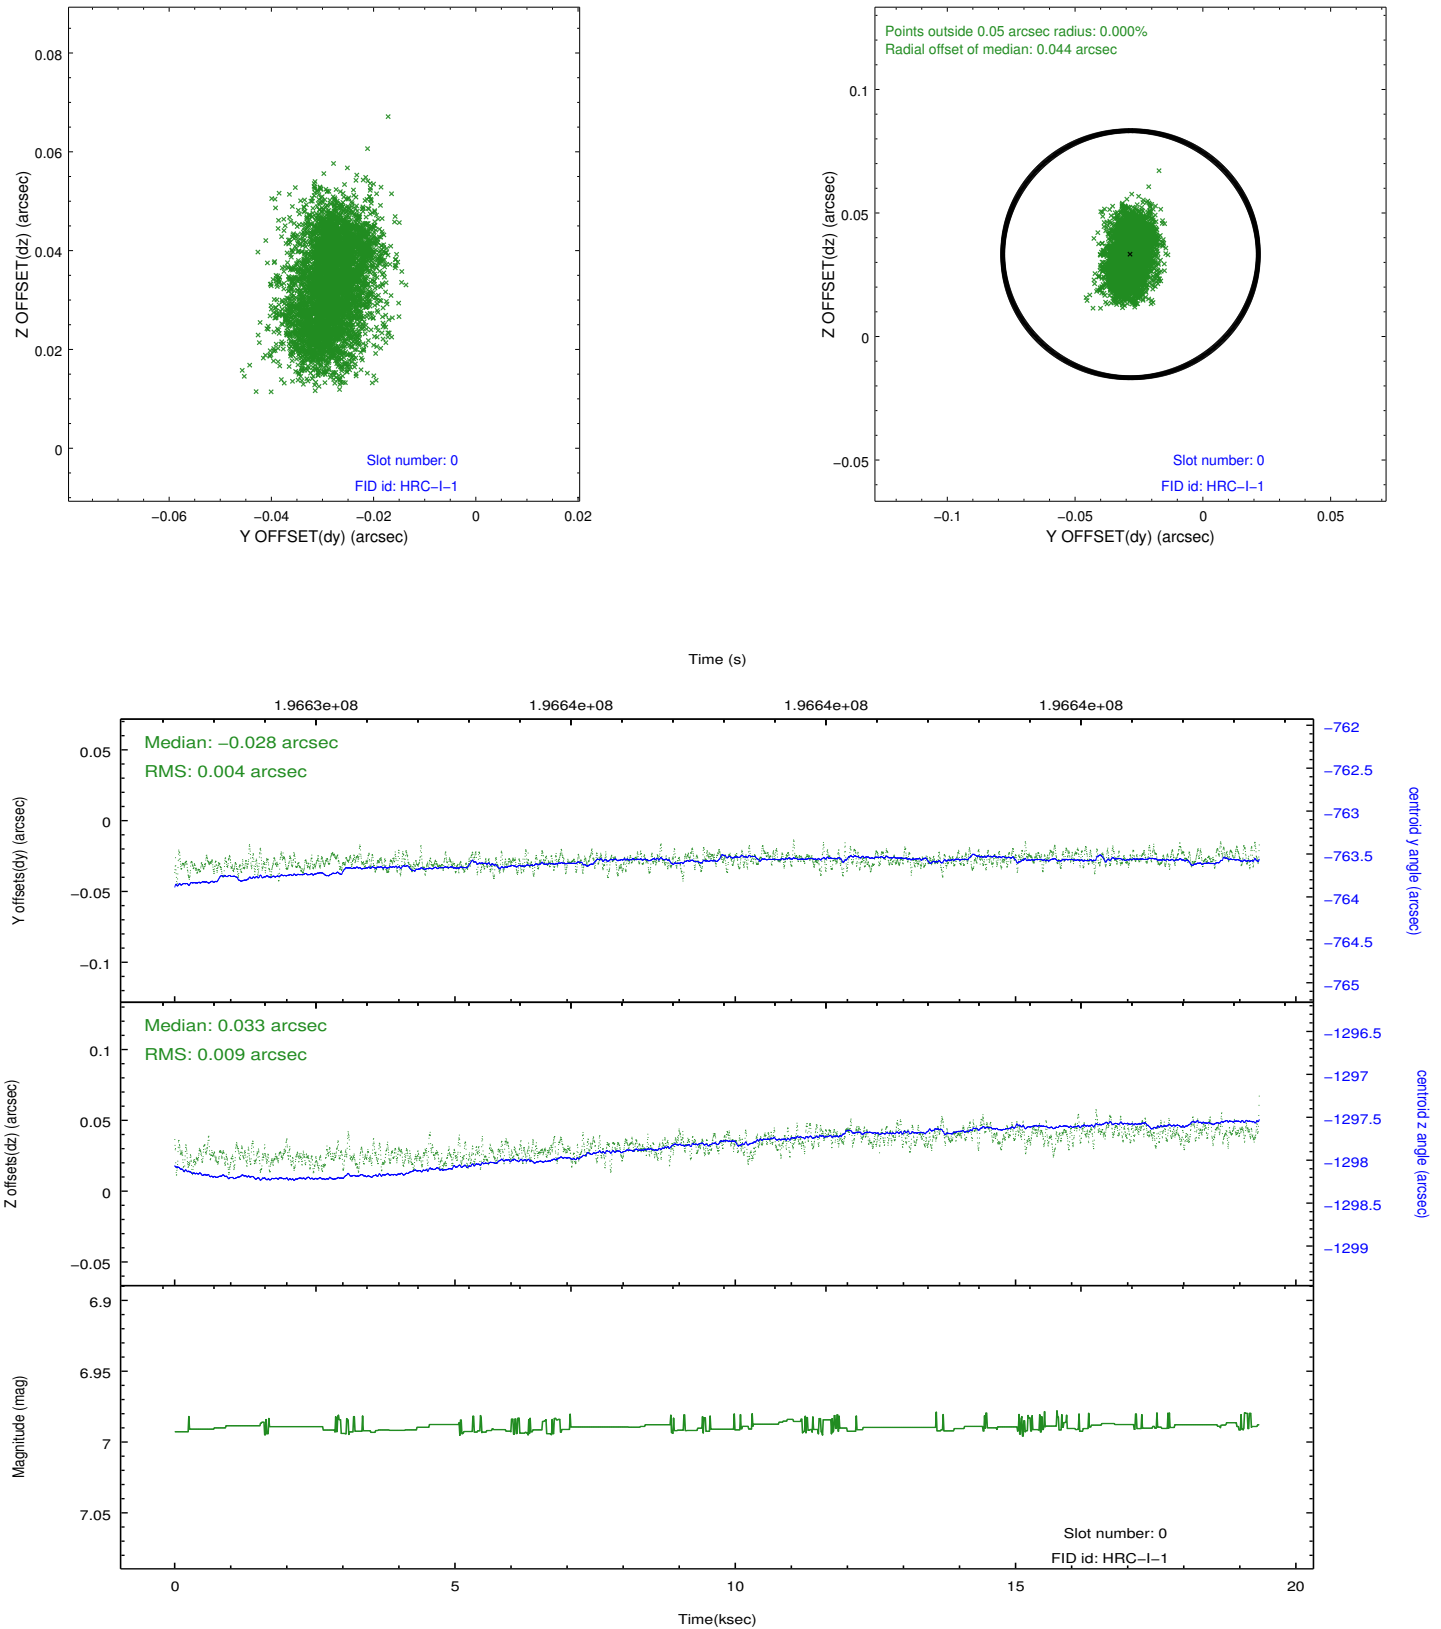 0.08
0.06
0.04
0.02
0
Z OFFSET(dz) (arcsec)
Slot number: 0
FID id: HRC−I−1
−0.06
−0.04
−0.02
0
0.02
Y OFFSET(dy) (arcsec)
Points outside 0.05 arcsec radius: 0.000%
Radial offset of median: 0.044 arcsec
0.1
0.05
0
−0.05
Z OFFSET(dz) (arcsec)
Slot number: 0
FID id: HRC−I−1
−0.1
−0.05
0
0.05
Y OFFSET(dy) (arcsec)
Time (s)
1.9663e+08
1.9664e+08
1.9664e+08
1.9664e+08
Median: −0.028 arcsec
RMS: 0.004 arcsec
0.05
0
−0.05
−0.1
Y offsets(dy) (arcsec)
−762
−762.5
−763
−763.5
−764
−764.5
−765
centroid y angle (arcsec)
Median: 0.033 arcsec
RMS: 0.009 arcsec
0.1
0.05
0
−0.05
Z offsets(dz) (arcsec)
−1296.5
−1297
−1297.5
−1298
−1298.5
−1299
centroid z angle (arcsec)
6.9
6.95
7
7.05
Magnitude (mag)
Slot number: 0
FID id: HRC−I−1
0
5
10
15
20
Time(ksec)